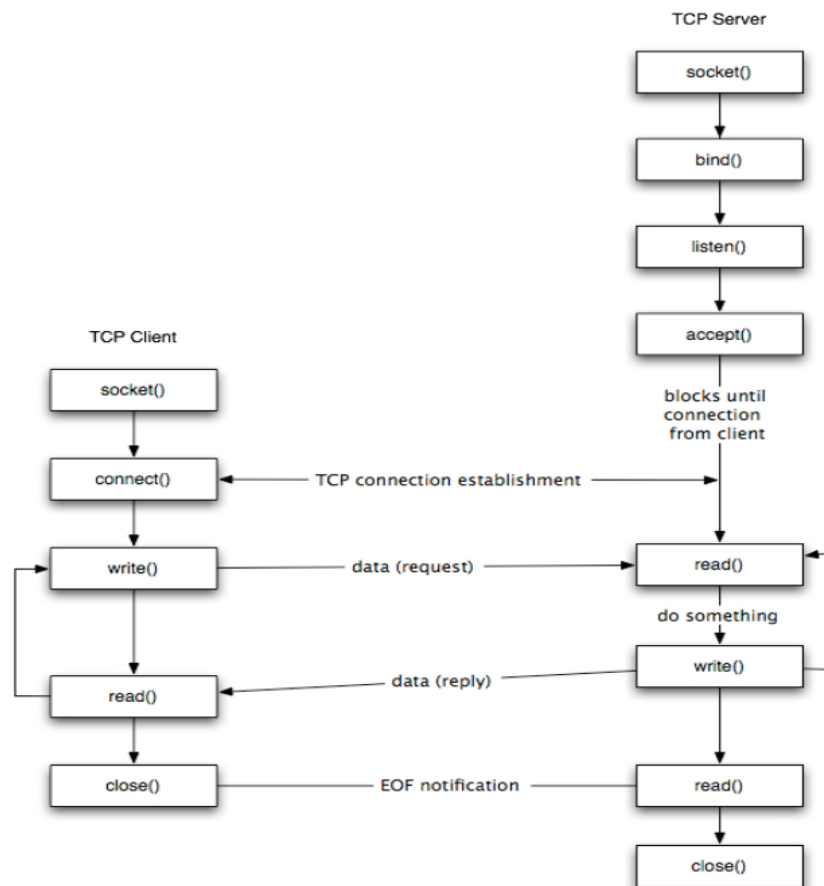 TCP Server
socket()
bind()
listen()
accept()
TCP Client
blocks until
connection
from client
socket()
connect()
TCP connection establishment
write()
data (request)
read()
do something
write()
data (reply)
read()
close()
EOF notification
read()
close()